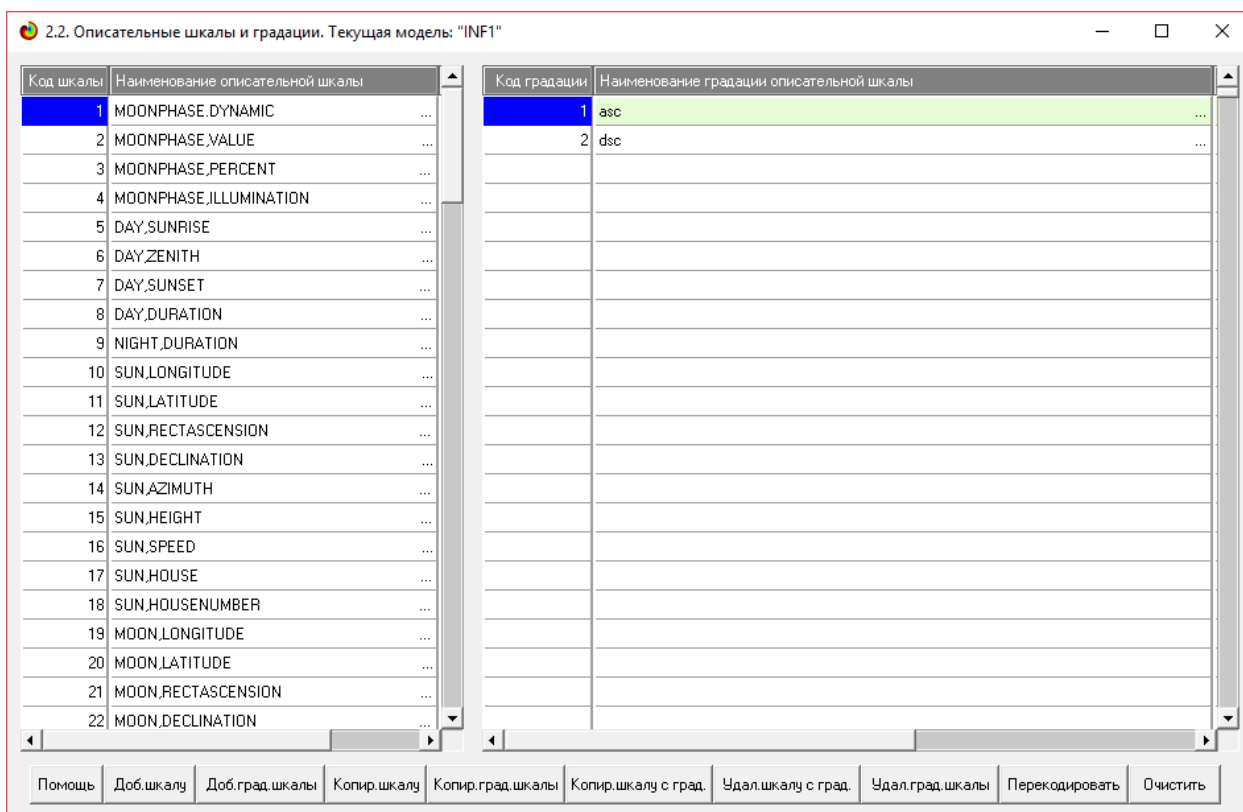 2.2. Описательные шкалы и градации. Текущая модель: "INF1"
Код шкалы Наименование описательной шкалы
1 MOONPHASE.DYNAMIC ...
2 MOONPHASE,VALUE ...
3 MOONPHASE,PERCENT ...
4 MOONPHASE,ILLUMINATION ...
5 DAY,SUNRISE ...
6 DAY,ZENITH ...
7 DAY,SUNSET ...
8 DAY,DURATION ...
9 NIGHT,DURATION ...
10 SUN,LONGITUDE ...
11 SUN,LATITUDE ...
12 SUN,RECTASCENSION ...
13 SUN,DECLINATION ...
14 SUN,AZIMUTH ...
15 SUN,HEIGHT ...
16 SUN,SPEED ...
17 SUN,HOUSE ...
18 SUN,HOUSENUMBER ...
19 MOON,LONGITUDE ...
20 MOON,LATITUDE ...
21 MOON,RECTASCENSION ...
22 MOON,DECLINATION ...
Код градации Наименование градации описательной шкалы
1 asc ...
2 dsc ...
Помощь Доб.шкалу Доб.град.шкалы Копир.шкалу Копир.град.шкалы Копир.шкалу с град. Удал.шкалу с град. Удал.град.шкалы Перекодировать Очистить